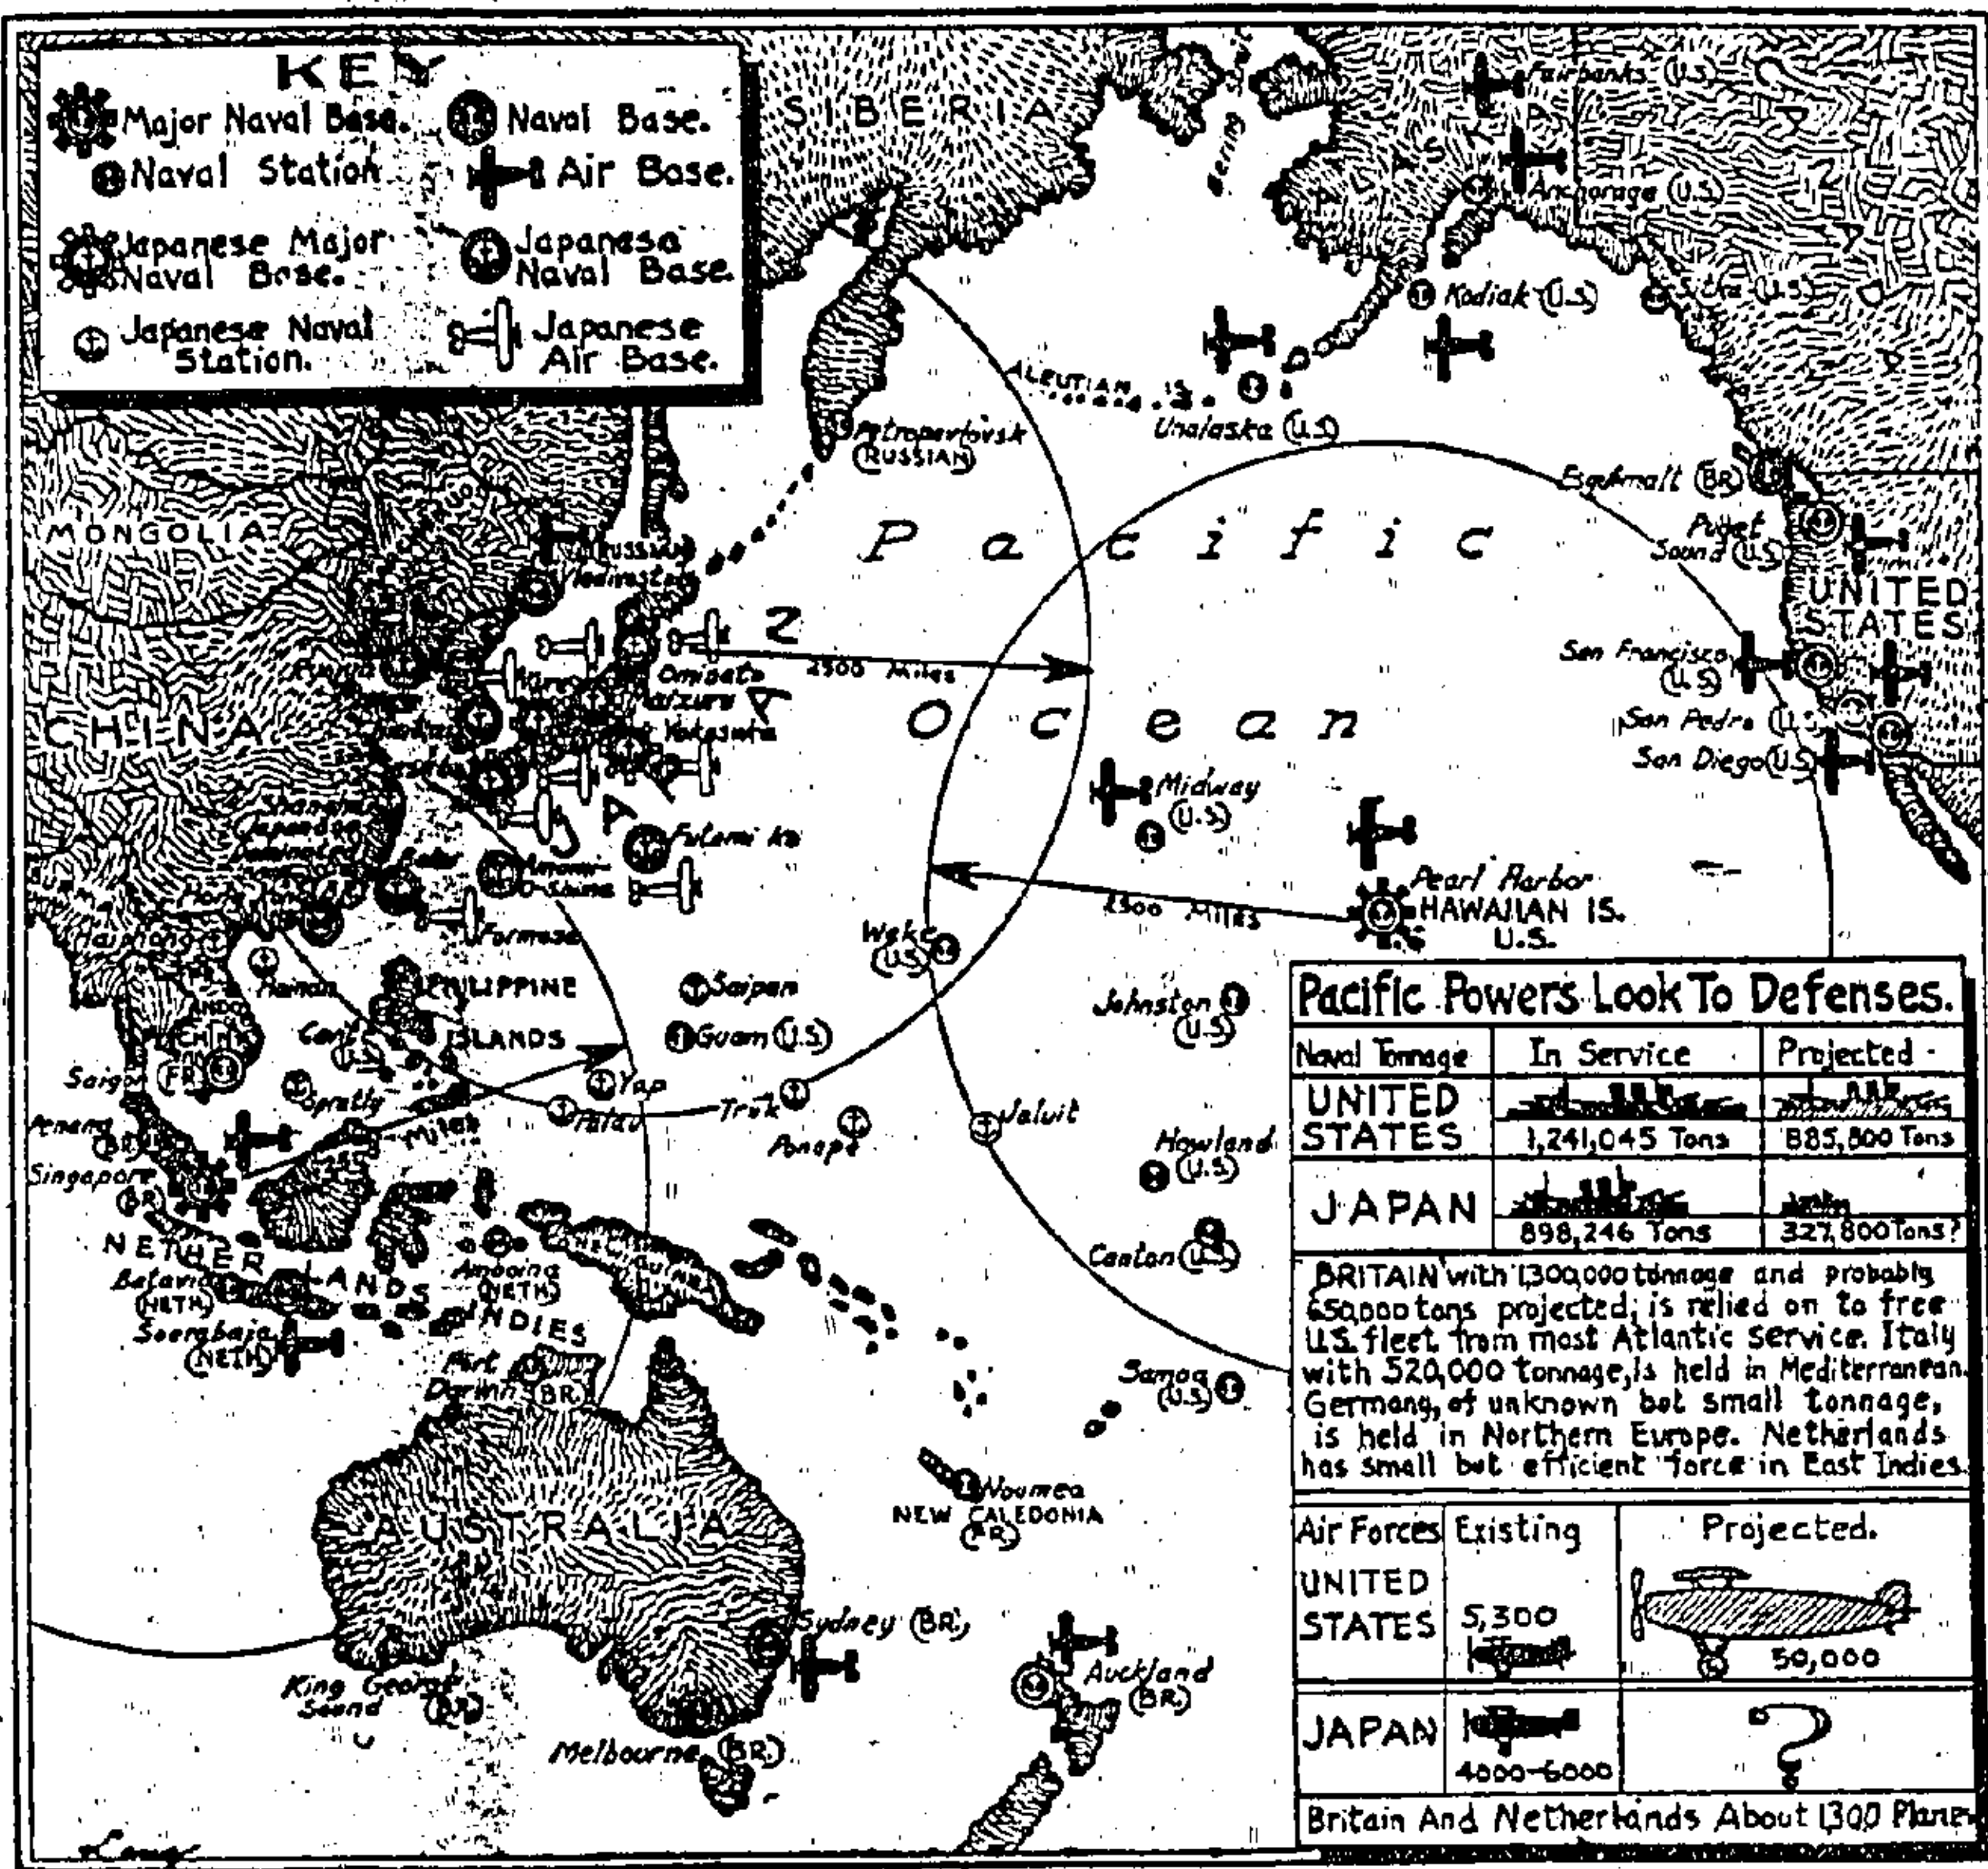 KEY
Major Naval Base.
Naval Base.
Naval Station
Air Base.
Japanese Major
Naval Base.
Japanese
Naval Base.
Japanese Naval
Station.
Japanese
Air Base.
SIBERIA
Bering
Fairbanks (U.S.)
Anchorage (U.S.)
Kodiak (U.S.)
Sitka (U.S.)
ALEUTIAN IS.
Unalaska (U.S.)
(RUSSIAN)
Esquimalt (BR.)
Puget
Sound (U.S.)
UNITED
STATES
MONGOLIA
Pacific
2500 Miles
San Francisco
(U.S.)
San Pedro (U.S.)
San Diego (U.S.)
CHINA
JAPAN
Ocean
Midway
(U.S.)
Pearl Harbor
HAWAIIAN IS.
U.S.
2500 Miles
Wake
(U.S.)
Formosa
Hainan
PHILIPPINE
ISLANDS
Saipan
Guam (U.S.)
Johnston
(U.S.)
(FR.)
Spratly
Yap
Palau
Truk
Ponape
Jaluit
Miles
Penang
(BR.)
Singapore
(BR.)
Howland
(U.S.)
Canton (U.S.)
NETHERLANDS
INDIES
Batavia
(NETH.)
Amboina
(NETH.)
Soerabaja
(NETH.)
Port
(BR.)
Samoa
(U.S.)
AUSTRALIA
Noumea
NEW CALEDONIA
(FR.)
Sydney (BR.)
King George
Sound (BR.)
Melbourne (BR.)
Auckland
(BR.)
Pacific Powers Look To Defenses.
Naval Tonnage In Service Projected
UNITED
STATES
1,241,045 Tons 885,800 Tons
JAPAN
898,246 Tons 327,800 Tons?
BRITAIN with 1,300,000 tonnage and probably
650,000 tons projected, is relied on to free
U.S. fleet from most Atlantic service. Italy
with 520,000 tonnage, is held in Mediterranean.
Germany, of unknown but small tonnage,
is held in Northern Europe. Netherlands
has small but efficient force in East Indies.
Air Forces Existing Projected.
UNITED
STATES
5,300
50,000
JAPAN
4000-6000
?
Britain And Netherlands About 1,300 Planes